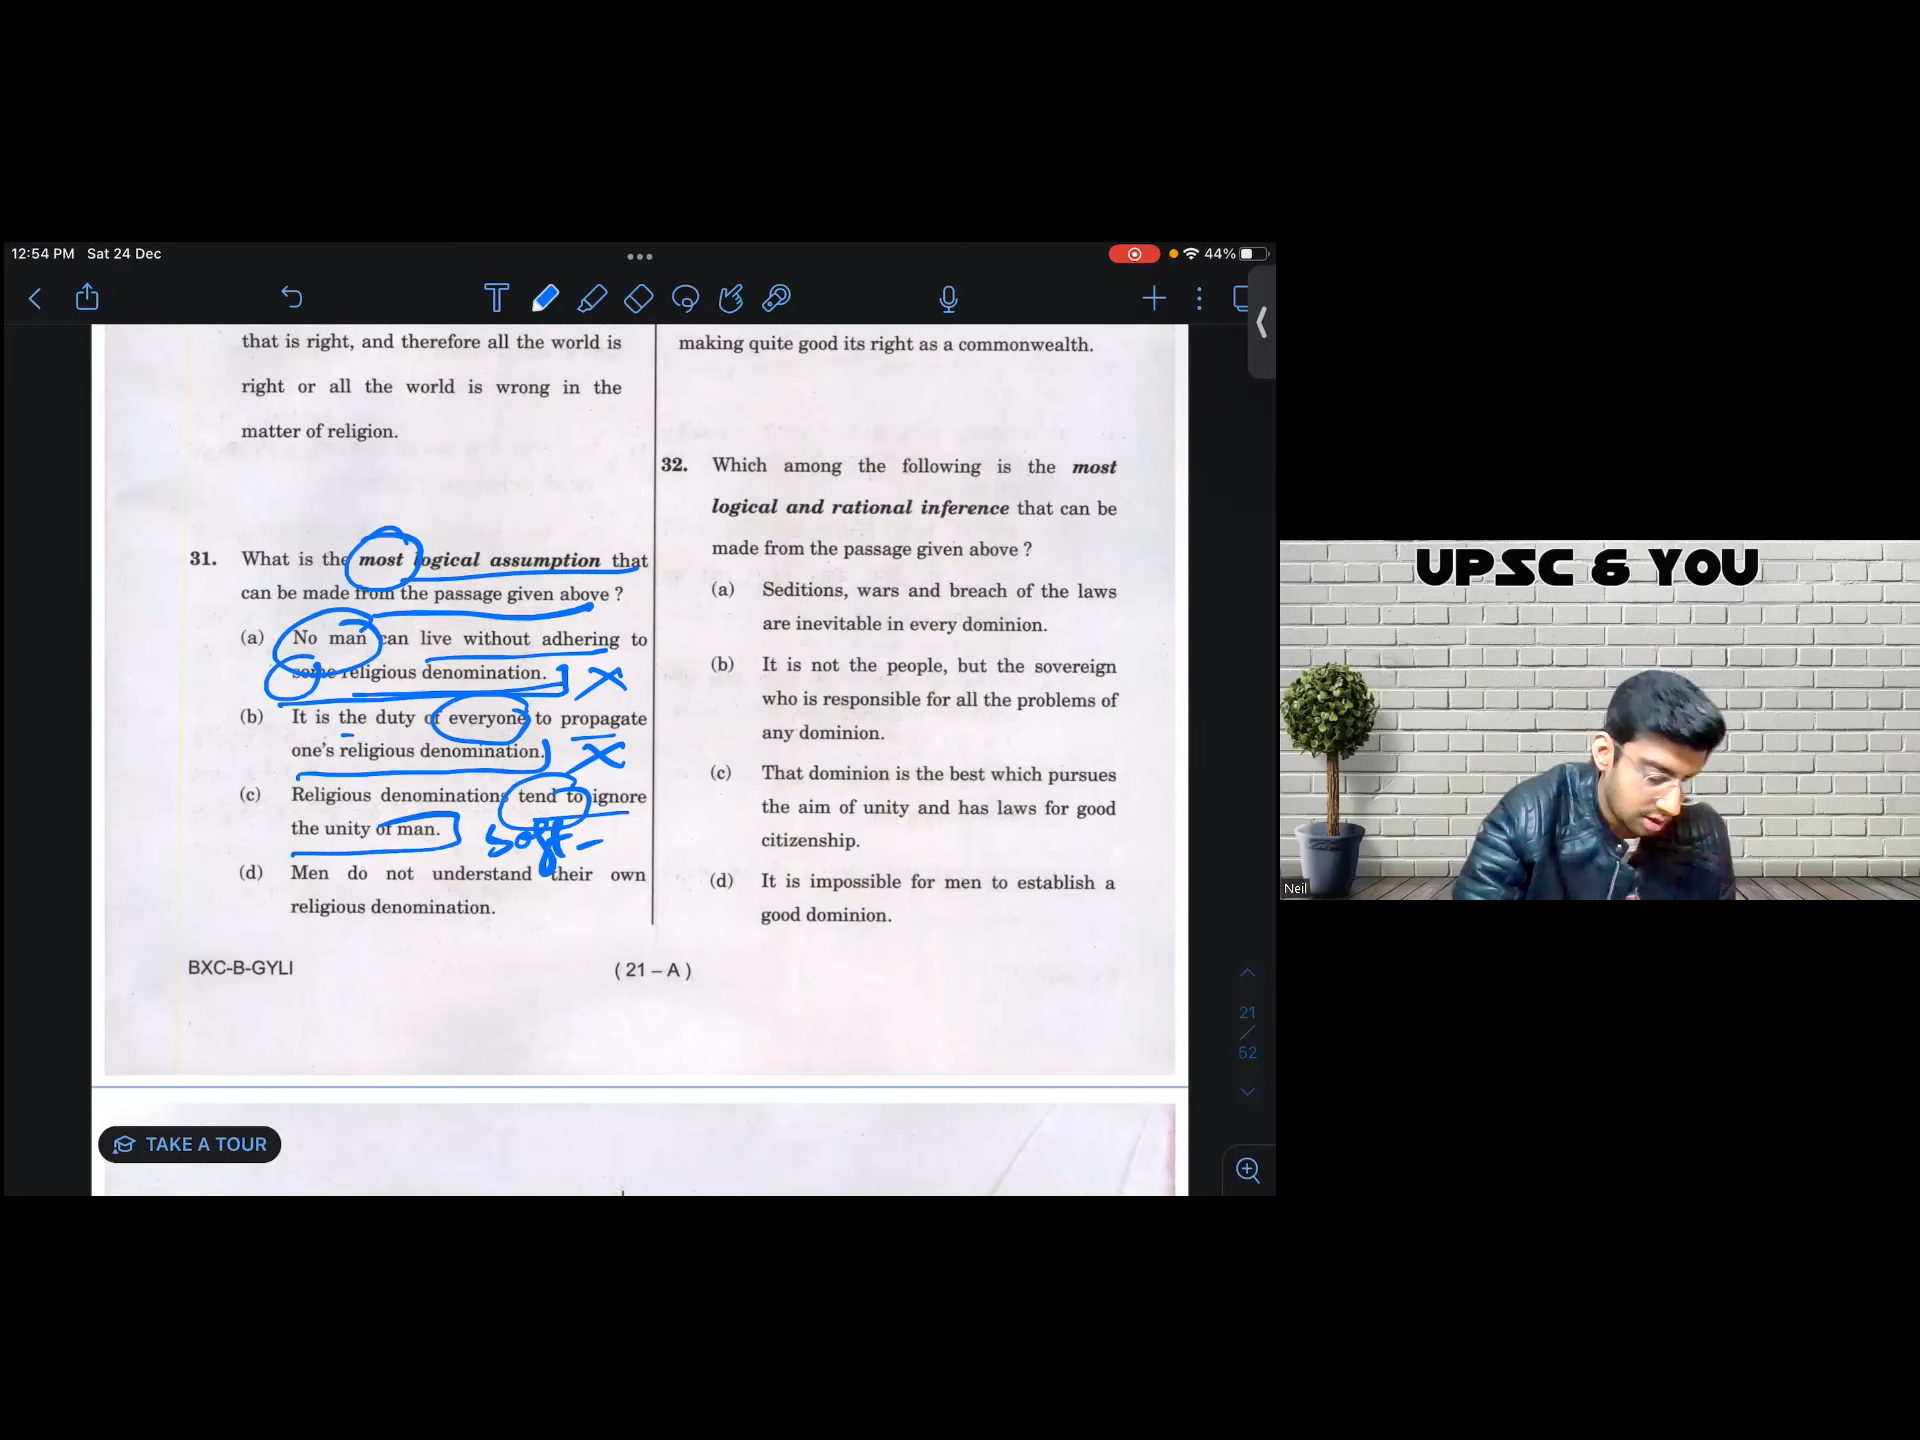 12:54 PM Sat 24 Dec
44%
that is right, and therefore all the world is
right or all the world is wrong in the
matter of religion.
31. What is the most logical assumption that
can be made from the passage given above ?
(a) No man can live without adhering to
some religious denomination.
(b) It is the duty of everyone to propagate
one's religious denomination.
(c) Religious denominations tend to ignore
the unity of man.
soft -
(d) Men do not understand their own
religious denomination.
BXC-B-GYLI
( 21 – A )
making quite good its right as a commonwealth.
32. Which among the following is the most
logical and rational inference that can be
made from the passage given above ?
(a) Seditions, wars and breach of the laws
are inevitable in every dominion.
(b) It is not the people, but the sovereign
who is responsible for all the problems of
any dominion.
(c) That dominion is the best which pursues
the aim of unity and has laws for good
citizenship.
(d) It is impossible for men to establish a
good dominion.
21
/
52
TAKE A TOUR
UPSC & YOU
Neil